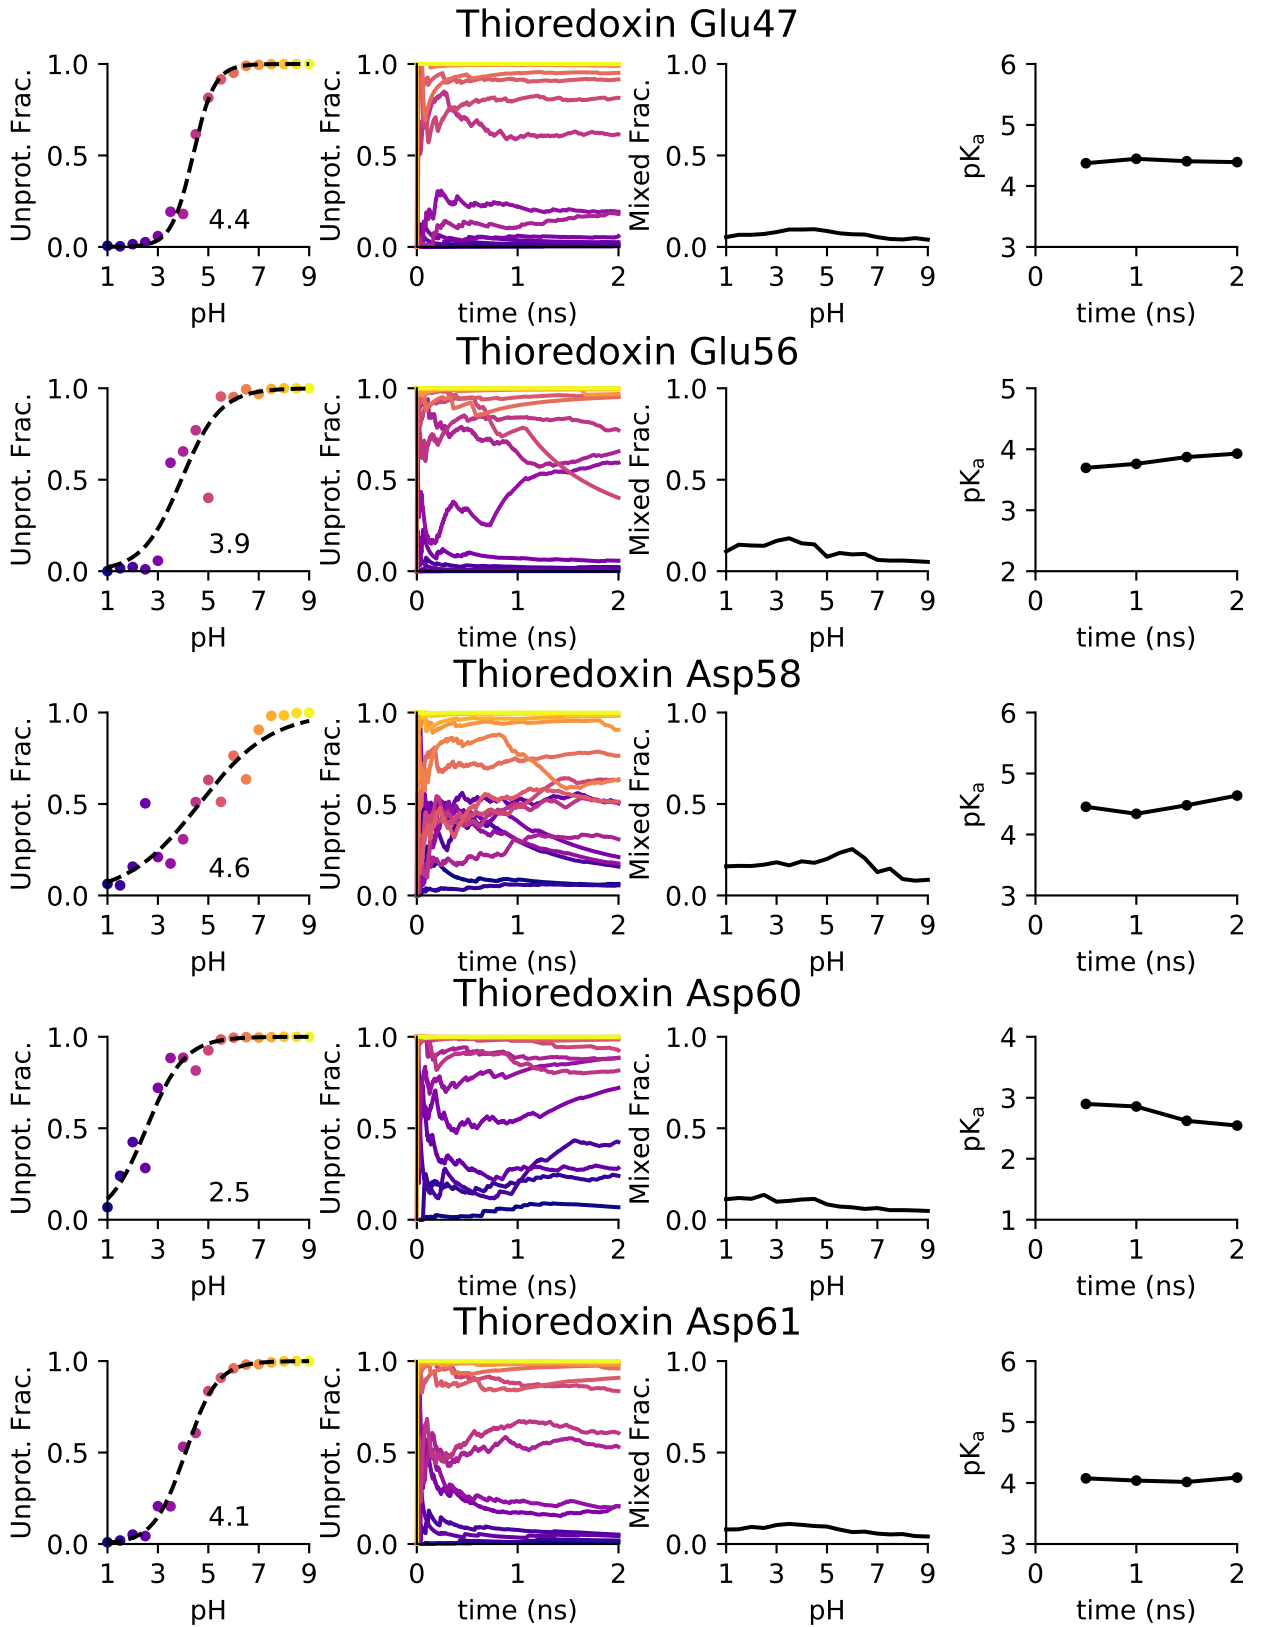 Thioredoxin Glu47
Unprot. Frac.
1.0
0.5
0.0
4.4
1 3 5 7 9
pH
Unprot. Frac.
1.0
0.5
0.0
0 1 2
time (ns)
Mixed Frac.
1.0
0.5
0.0
1 3 5 7 9
pH
pKa
6
5
4
3
0 1 2
time (ns)
Thioredoxin Glu56
Unprot. Frac.
1.0
0.5
0.0
3.9
1 3 5 7 9
pH
Unprot. Frac.
1.0
0.5
0.0
0 1 2
time (ns)
Mixed Frac.
1.0
0.5
0.0
1 3 5 7 9
pH
pKa
5
4
3
2
0 1 2
time (ns)
Thioredoxin Asp58
Unprot. Frac.
1.0
0.5
0.0
4.6
1 3 5 7 9
pH
Unprot. Frac.
1.0
0.5
0.0
0 1 2
time (ns)
Mixed Frac.
1.0
0.5
0.0
1 3 5 7 9
pH
pKa
6
5
4
3
0 1 2
time (ns)
Thioredoxin Asp60
Unprot. Frac.
1.0
0.5
0.0
2.5
1 3 5 7 9
pH
Unprot. Frac.
1.0
0.5
0.0
0 1 2
time (ns)
Mixed Frac.
1.0
0.5
0.0
1 3 5 7 9
pH
pKa
4
3
2
1
0 1 2
time (ns)
Thioredoxin Asp61
Unprot. Frac.
1.0
0.5
0.0
4.1
1 3 5 7 9
pH
Unprot. Frac.
1.0
0.5
0.0
0 1 2
time (ns)
Mixed Frac.
1.0
0.5
0.0
1 3 5 7 9
pH
pKa
6
5
4
3
0 1 2
time (ns)